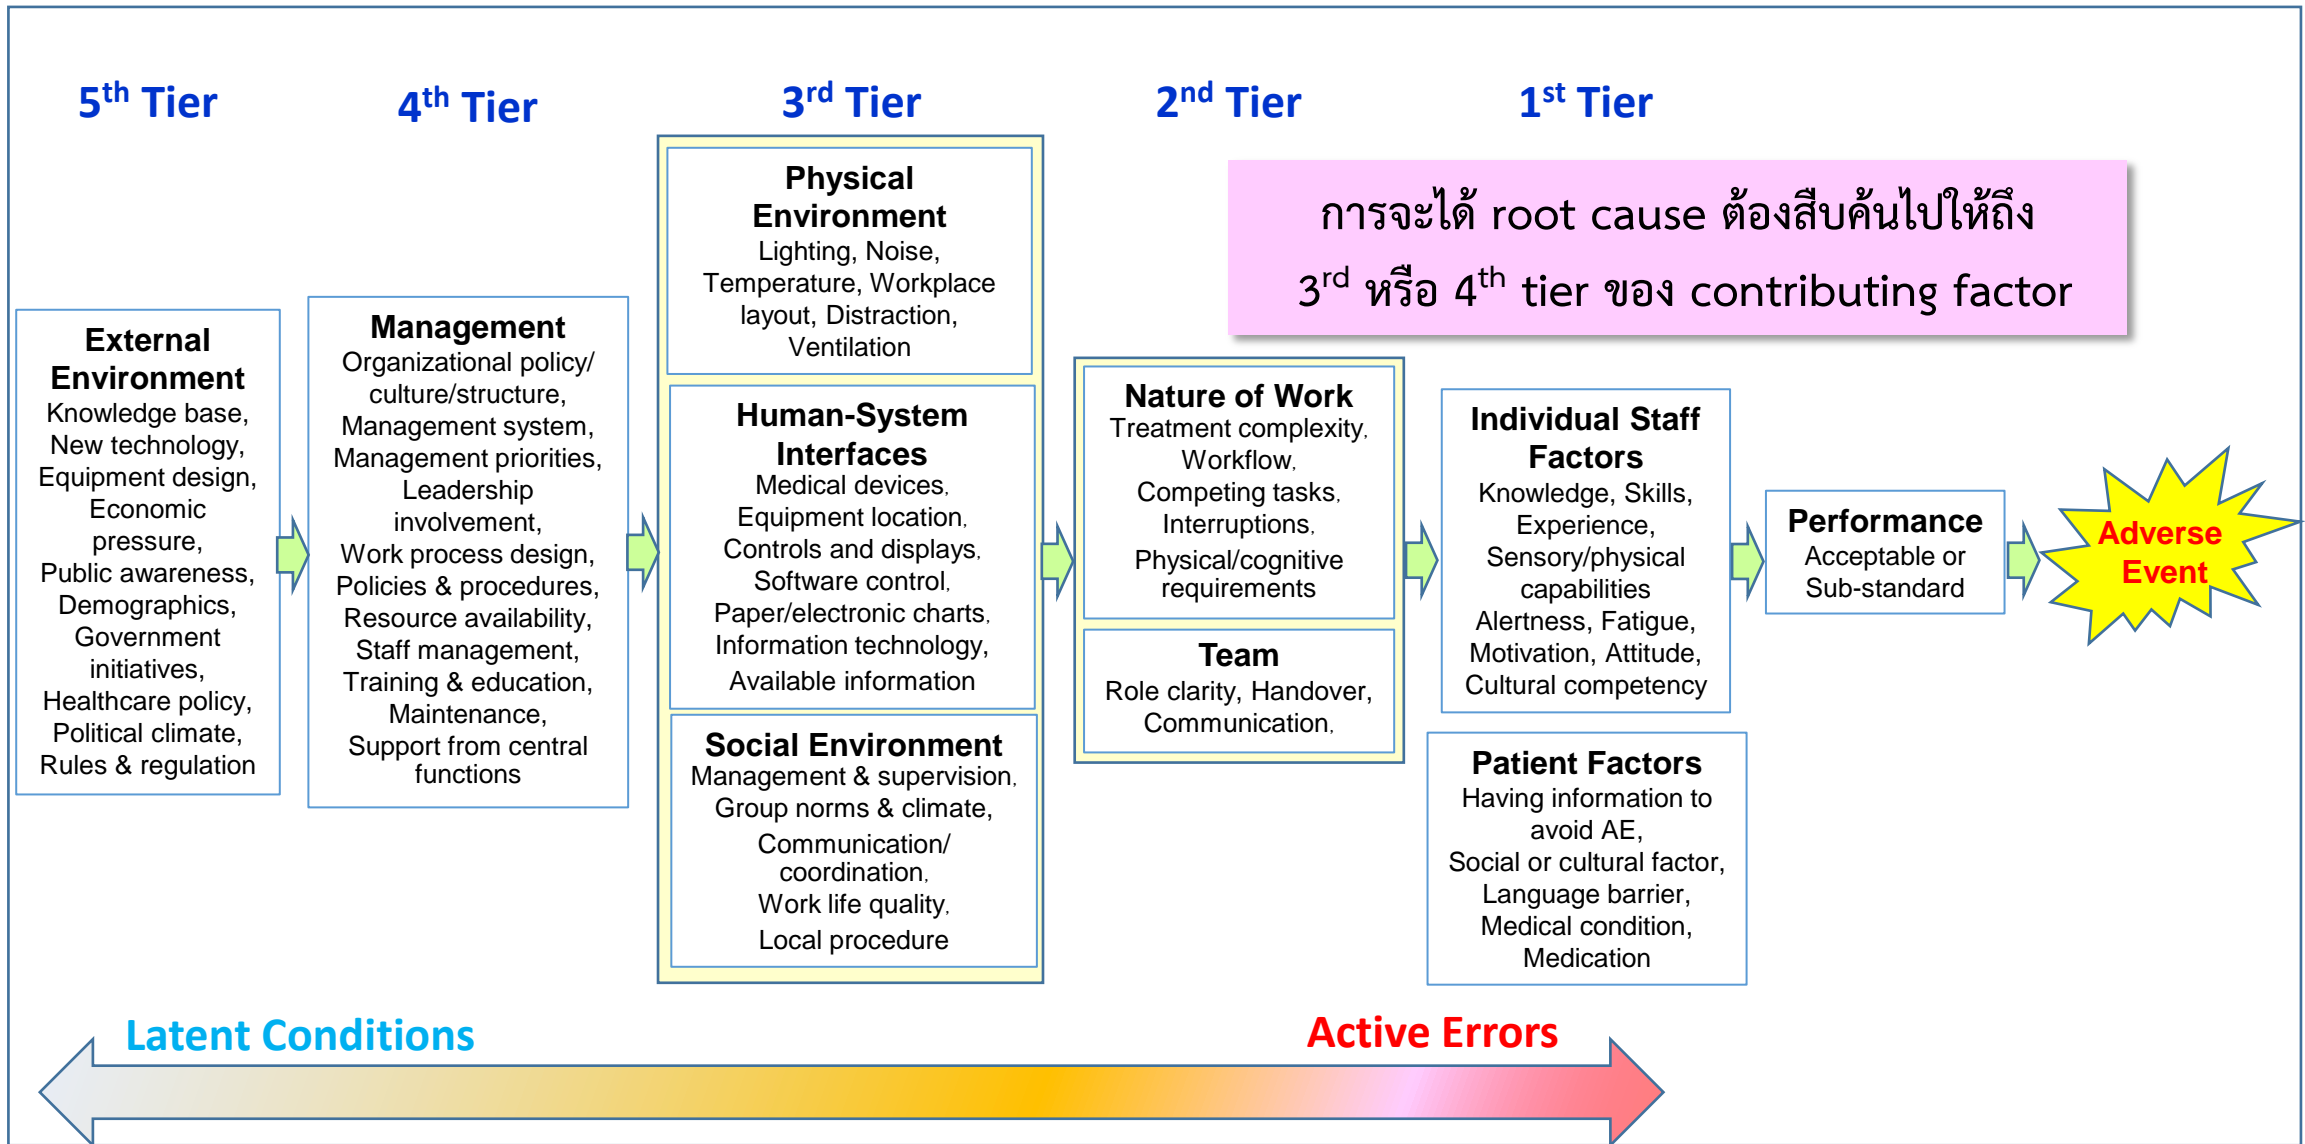 5th Tier
4th Tier
3rd Tier
2nd Tier
1st Tier
การจะได้ root cause ต้องสืบค้นไปให้ถึง
3rd หรือ 4th tier ของ contributing factor
External
Environment
Knowledge base,
New technology,
Equipment design,
Economic
pressure,
Public awareness,
Demographics,
Government
initiatives,
Healthcare policy,
Political climate,
Rules & regulation
Management
Organizational policy/
culture/structure,
Management system,
Management priorities,
Leadership
involvement,
Work process design,
Policies & procedures,
Resource availability,
Staff management,
Training & education,
Maintenance,
Support from central
functions
Physical
Environment
Lighting, Noise,
Temperature, Workplace
layout, Distraction,
Ventilation
Human-System
Interfaces
Medical devices,
Equipment location,
Controls and displays,
Software control,
Paper/electronic charts,
Information technology,
Available information
Social Environment
Management & supervision,
Group norms & climate,
Communication/
coordination,
Work life quality,
Local procedure
Nature of Work
Treatment complexity,
Workflow,
Competing tasks,
Interruptions,
Physical/cognitive
requirements
Team
Role clarity, Handover,
Communication,
Individual Staff
Factors
Knowledge, Skills,
Experience,
Sensory/physical
capabilities
Alertness, Fatigue,
Motivation, Attitude,
Cultural competency
Patient Factors
Having information to
avoid AE,
Social or cultural factor,
Language barrier,
Medical condition,
Medication
Performance
Acceptable or
Sub-standard
Adverse
Event
Latent Conditions
Active Errors